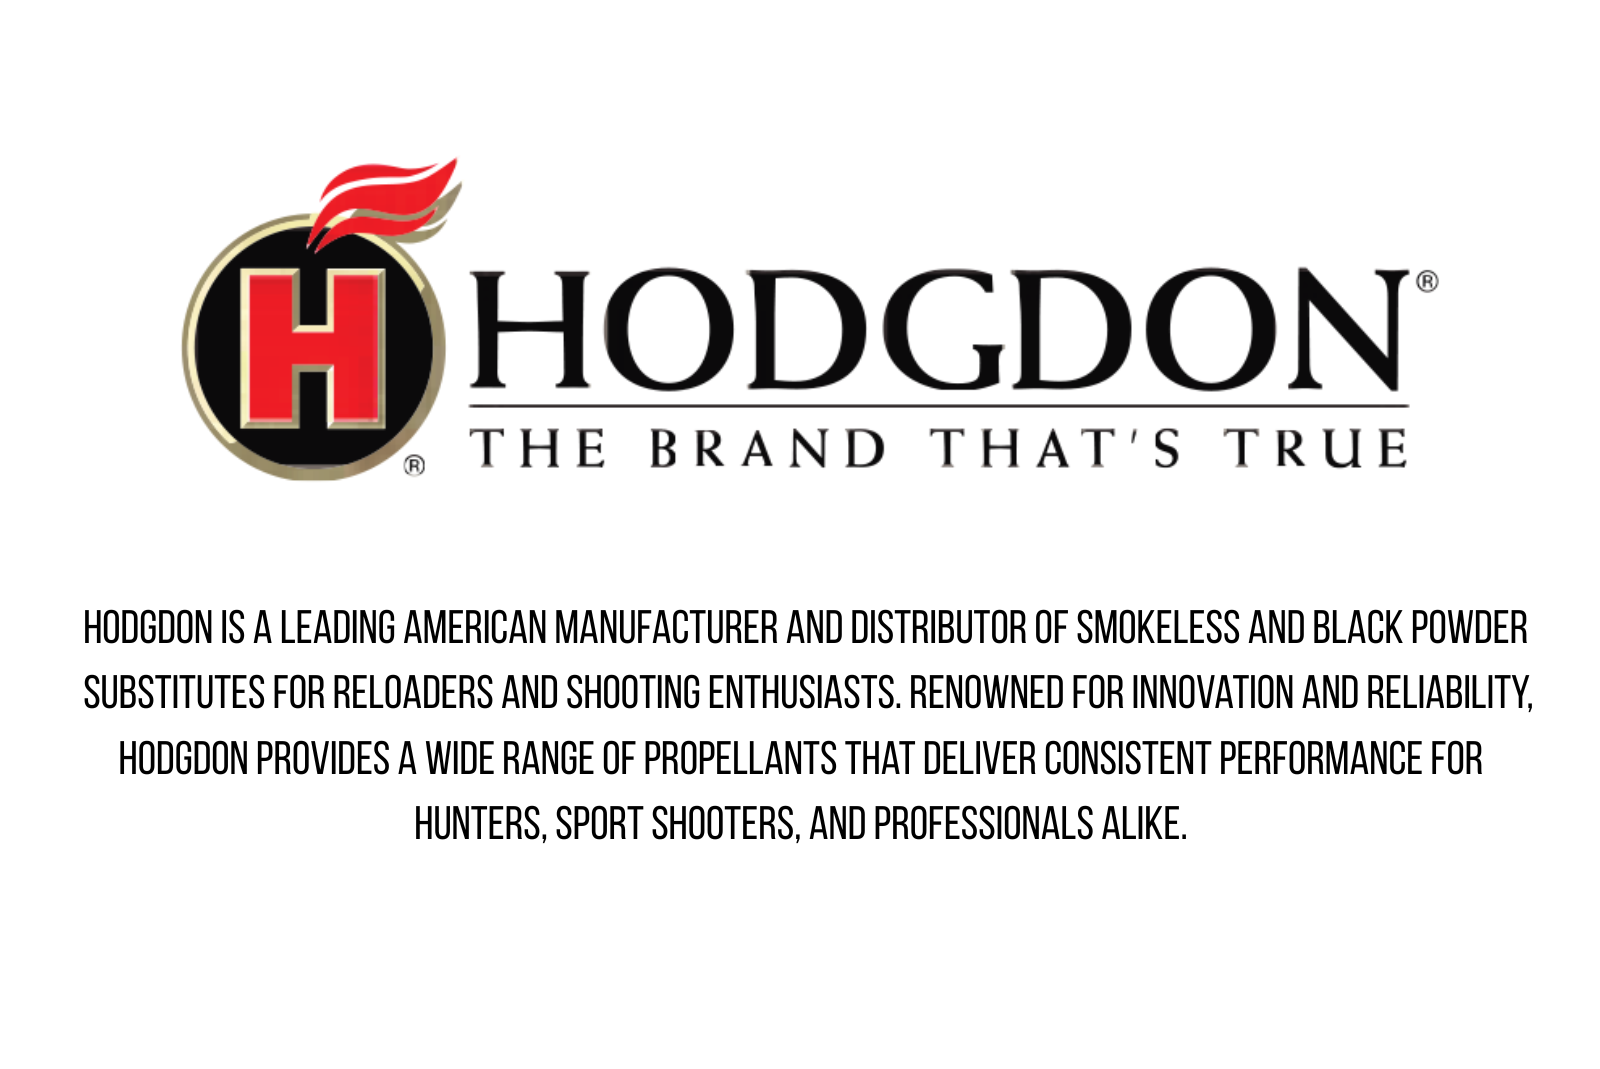 H
HODGDON®
®
THE BRAND THAT'S TRUE
HODGDON IS A LEADING AMERICAN MANUFACTURER AND DISTRIBUTOR OF SMOKELESS AND BLACK POWDER
SUBSTITUTES FOR RELOADERS AND SHOOTING ENTHUSIASTS. RENOWNED FOR INNOVATION AND RELIABILITY,
HODGDON PROVIDES A WIDE RANGE OF PROPELLANTS THAT DELIVER CONSISTENT PERFORMANCE FOR
HUNTERS, SPORT SHOOTERS, AND PROFESSIONALS ALIKE.